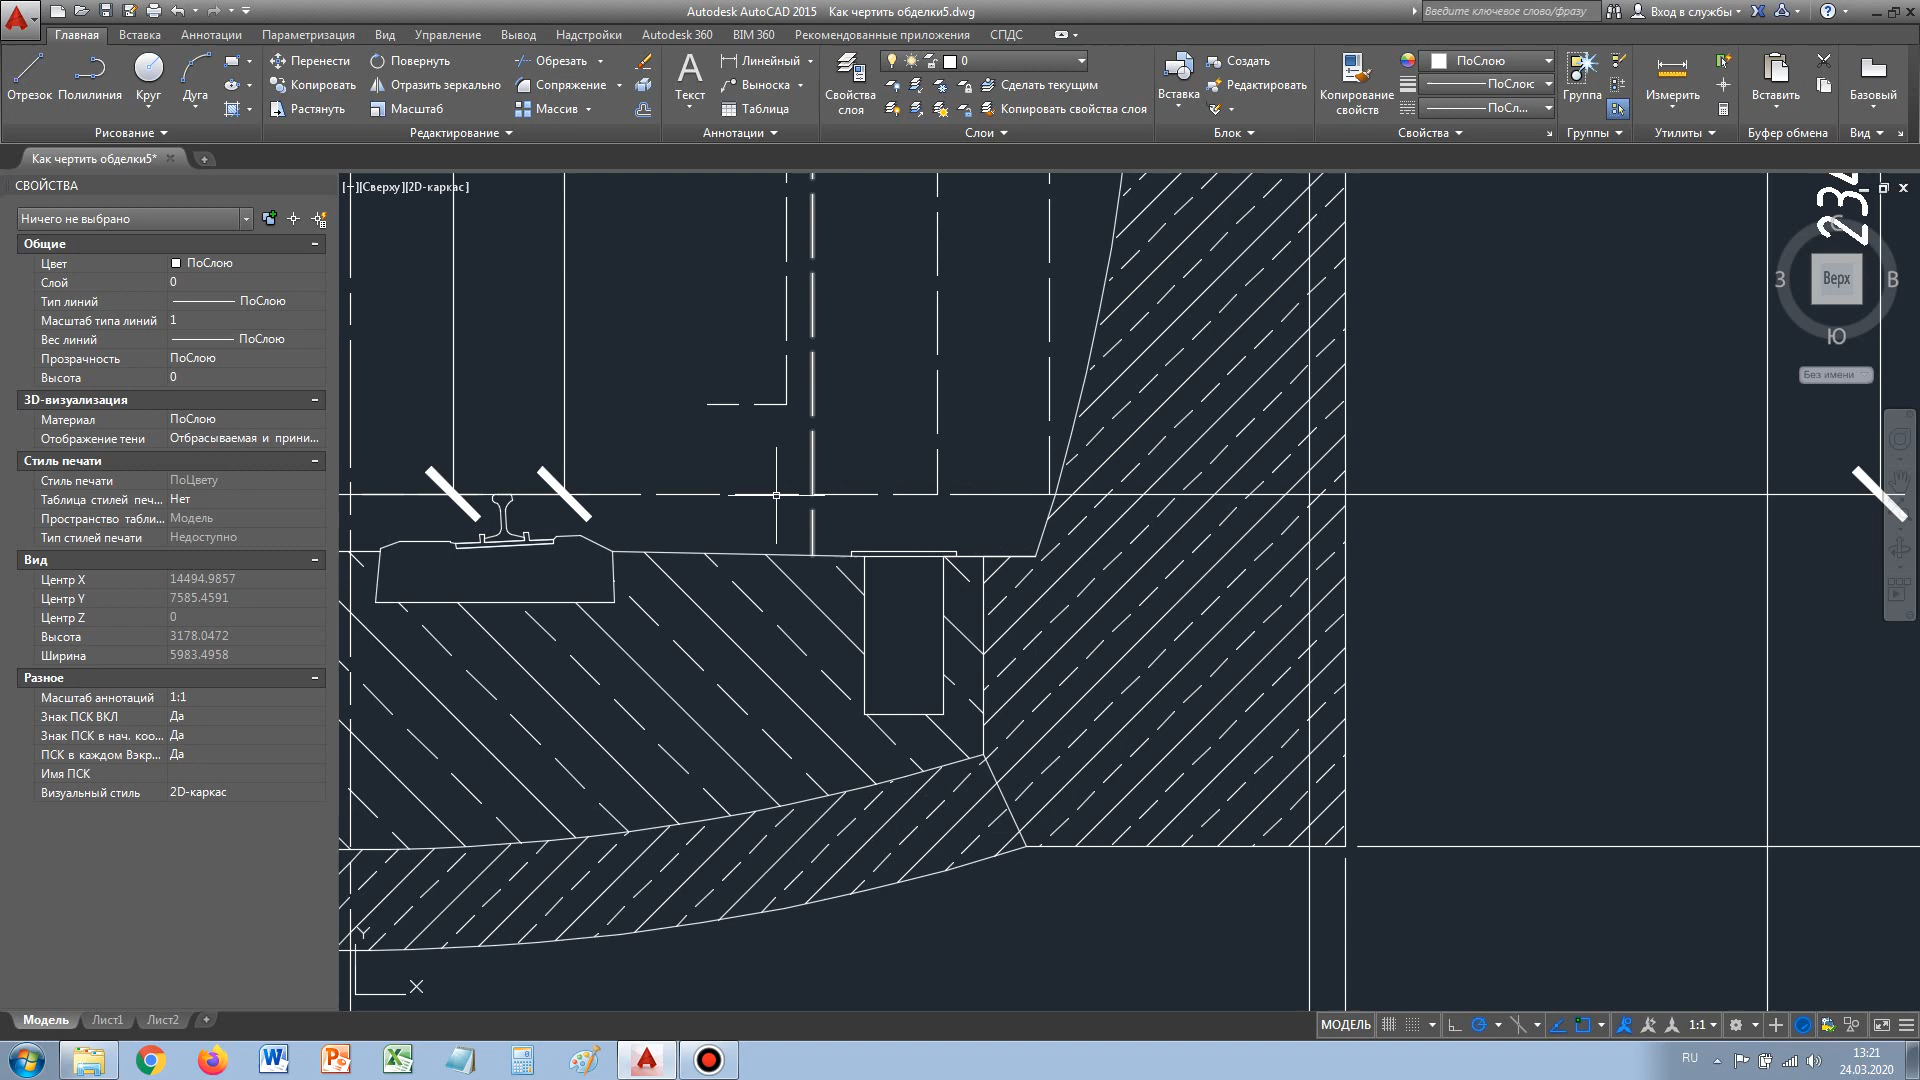 Autodesk AutoCAD 2015 Как чертить обделки5.dwg
Введите ключевое слово/фразу
Вход в службы
Главная Вставка Аннотации Параметризация Вид Управление Вывод Надстройки Autodesk 360 BIM 360 Рекомендованные приложения СПДС
Отрезок Полилиния Круг Дуга
Перенести Повернуть Обрезать
Копировать Отразить зеркально Сопряжение
Растянуть Масштаб Массив
Текст
Линейный
Выноска
Таблица
Свойства слоя
0
Сделать текущим
Копировать свойства слоя
Вставка
Создать
Редактировать
Копирование свойств
ПоСлою
ПоСлок
ПоСл...
Группа
Измерить
Вставить
Базовый
Рисование Редактирование Аннотации Слои Блок Свойства Группы Утилиты Буфер обмена Вид
Как чертить обделки5*
СВОЙСТВА
Ничего не выбрано
Общие
Цвет ПоСлою
Слой 0
Тип линий ПоСлою
Масштаб типа линий 1
Вес линий ПоСлою
Прозрачность ПоСлою
Высота 0
3D-визуализация
Материал ПоСлою
Отображение тени Отбрасываемая и прини...
Стиль печати
Стиль печати ПоЦвету
Таблица стилей печ... Нет
Пространство табли... Модель
Тип стилей печати Недоступно
Вид
Центр X 14494.9857
Центр Y 7585.4591
Центр Z 0
Высота 3178.0472
Ширина 5983.4958
Разное
Масштаб аннотаций 1:1
Знак ПСК ВКЛ Да
Знак ПСК в нач. коо... Да
ПСК в каждом Вэкр... Да
Имя ПСК
Визуальный стиль 2D-каркас
[−][Сверху][2D-каркас]
234
С
З Верх В
Ю
Без имени
Y
X
Модель Лист1 Лист2
МОДЕЛЬ 1:1
RU
13:21
24.03.2020